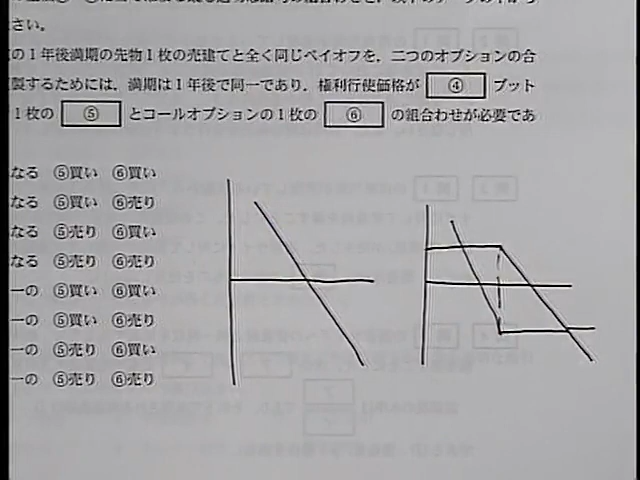 さい。
の1年後満期の先物1枚の売建てと全く同じペイオフを，二つのオプションの合
製するためには，満期は1年後で同一であり，権利行使価格が ④ プット
1枚の ⑤ とコールオプションの1枚の ⑥ の組合わせが必要であ
なる ⑤買い ⑥買い
なる ⑤買い ⑥売り
なる ⑤売り ⑥買い
なる ⑤売り ⑥売り
一の ⑤買い ⑥買い
一の ⑤買い ⑥売り
一の ⑤売り ⑥買い
一の ⑤売り ⑥売り